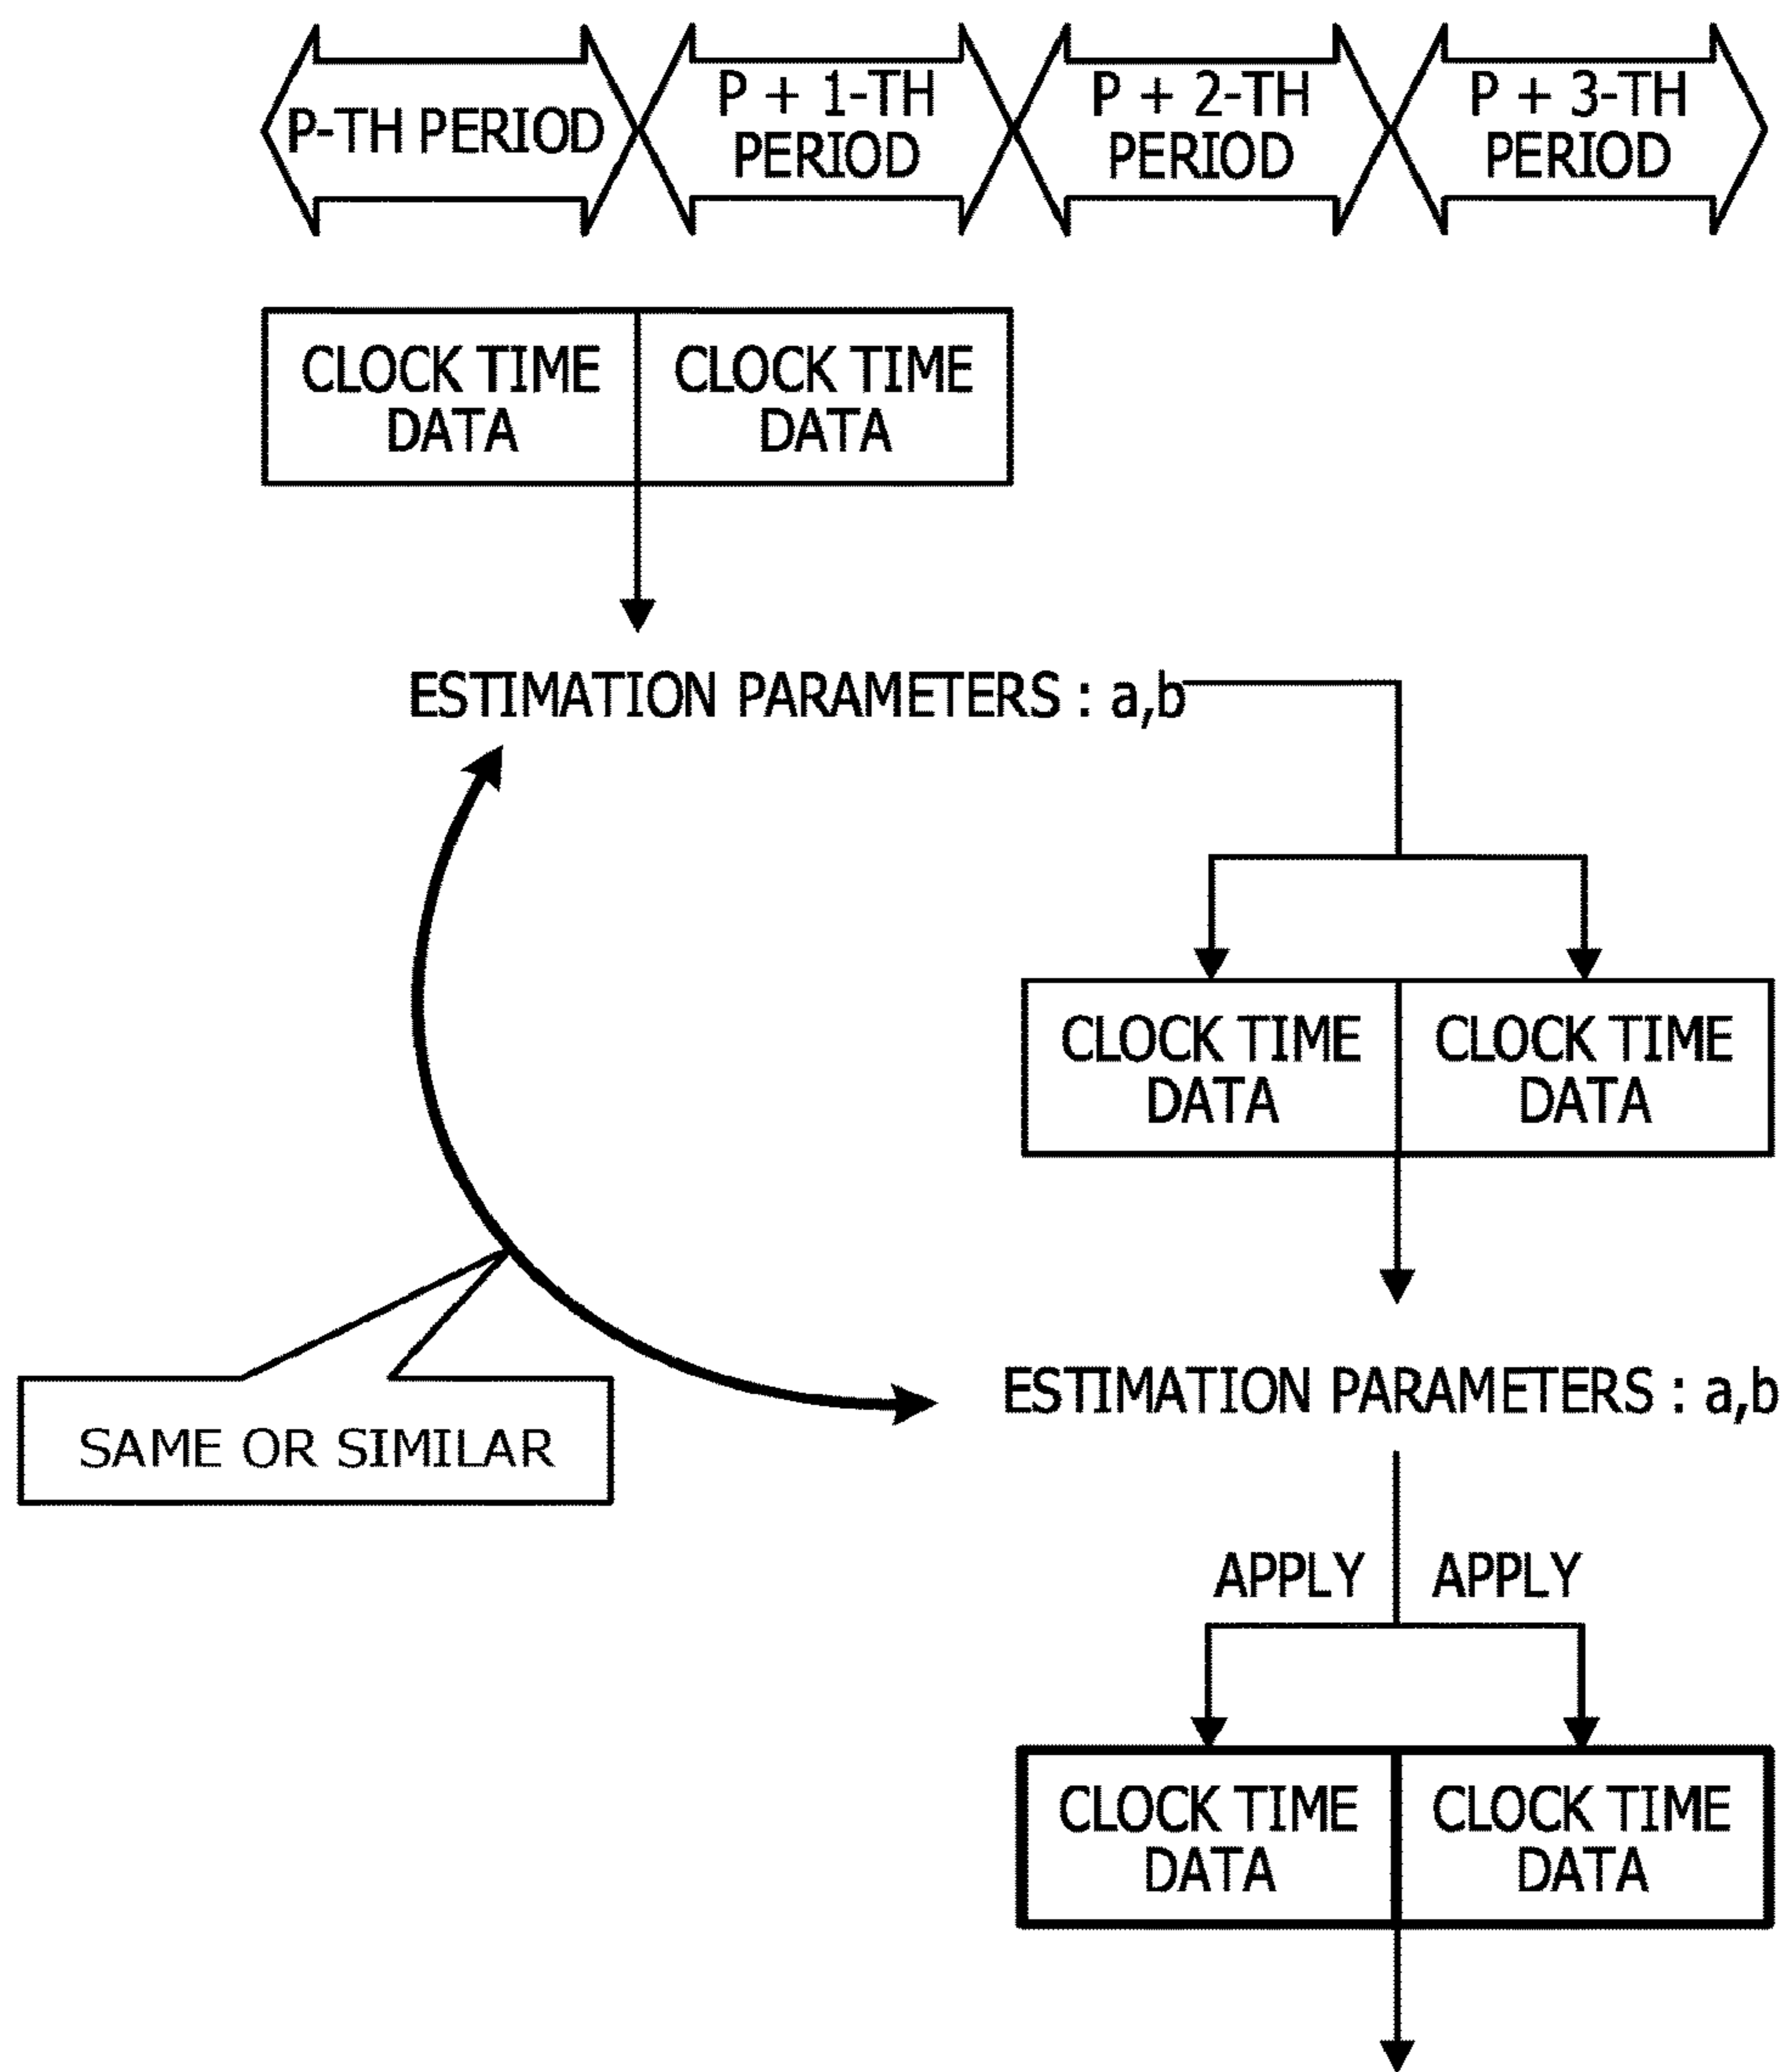 P-TH PERIOD
P + 1-TH
PERIOD
P + 2-TH
PERIOD
P + 3-TH
PERIOD
CLOCK TIME
DATA
CLOCK TIME
DATA
ESTIMATION PARAMETERS : a,b
CLOCK TIME
DATA
CLOCK TIME
DATA
SAME OR SIMILAR
ESTIMATION PARAMETERS : a,b
APPLY
APPLY
CLOCK TIME
DATA
CLOCK TIME
DATA